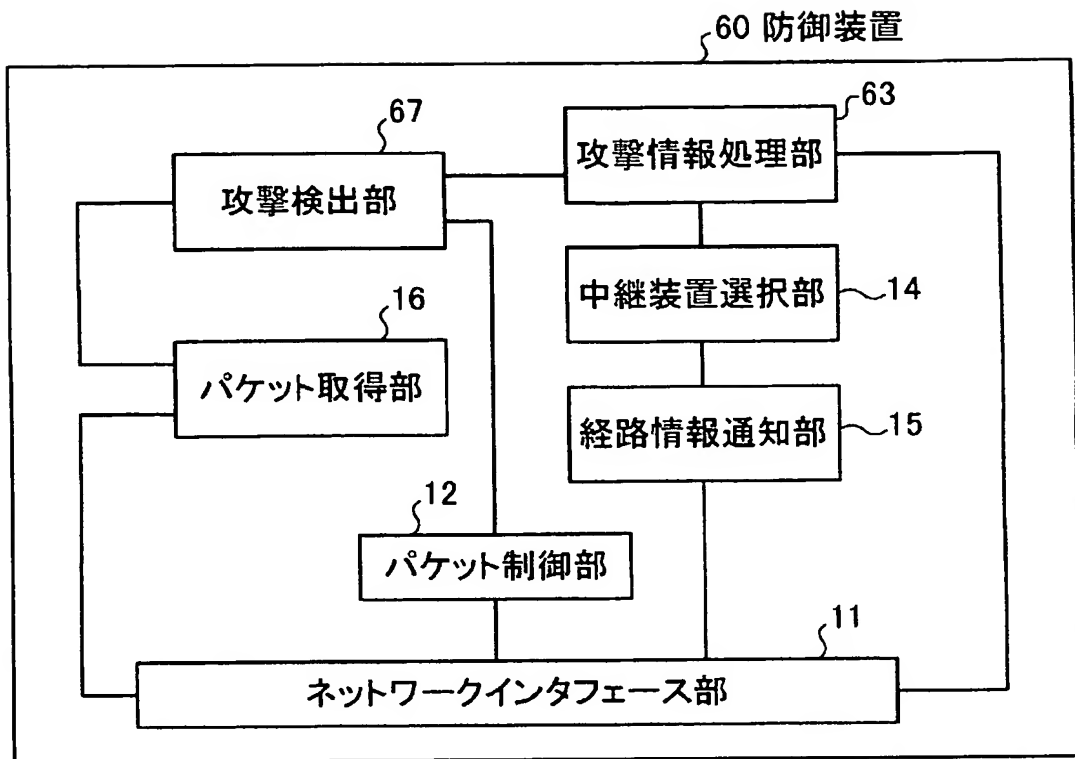 60 防御装置
67
攻撃検出部
63
攻撃情報処理部
中継装置選択部
14
16
パケット取得部
経路情報通知部
15
12
パケット制御部
11
ネットワークインタフェース部